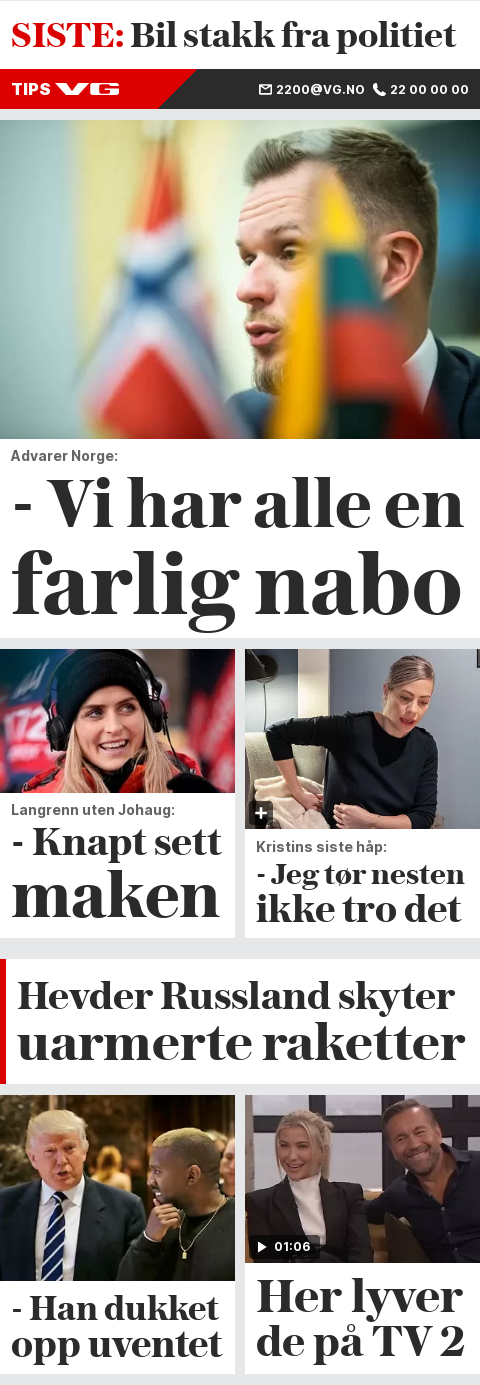 SISTE: Bil stakk fra politiet
TIPS VG 2200@VG.NO 22 00 00 00
Advarer Norge:
- Vi har alle en
farlig nabo
Langrenn uten Johaug:
- Knapt sett
maken
Kristins siste håp:
- Jeg tør nesten
ikke tro det
Hevder Russland skyter
uarmerte raketter
- Han dukket
opp uventet
01:06
Her lyver
de på TV 2